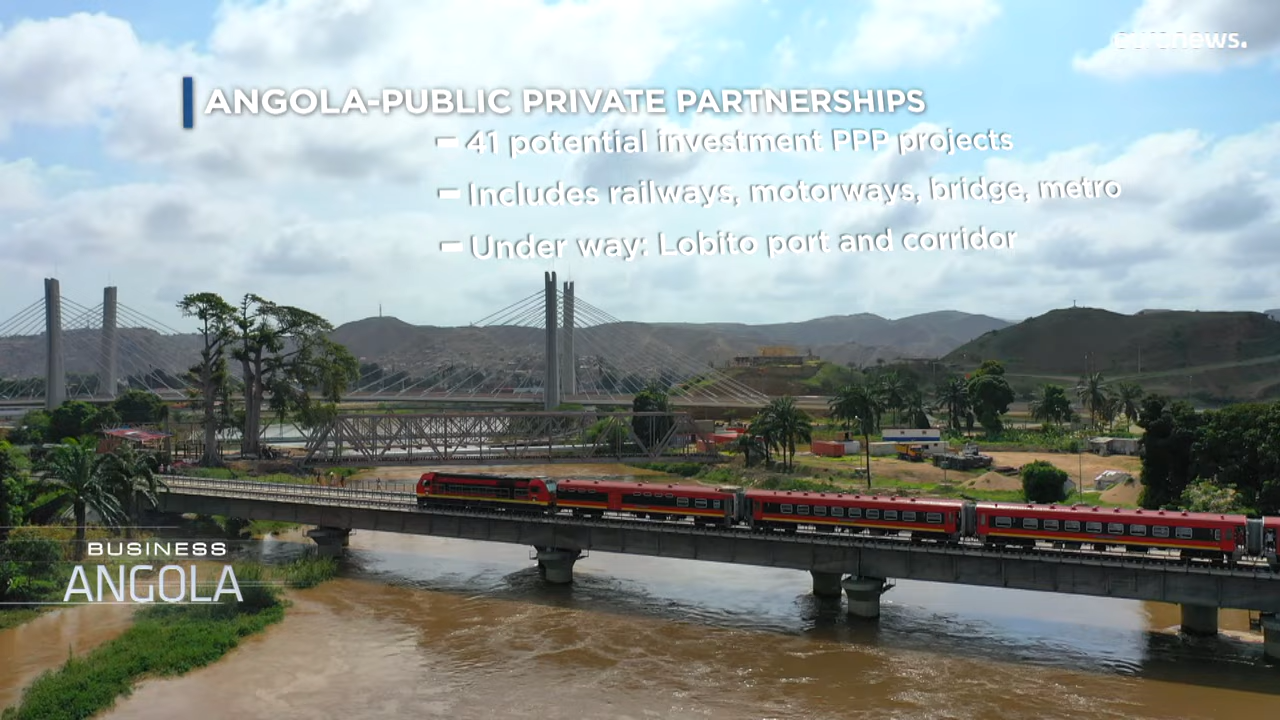 euronews.
ANGOLA-PUBLIC PRIVATE PARTNERSHIPS
- 41 potential investment PPP projects
- Includes railways, motorways, bridge, metro
- Under way: Lobito port and corridor
BUSINESS
ANGOLA